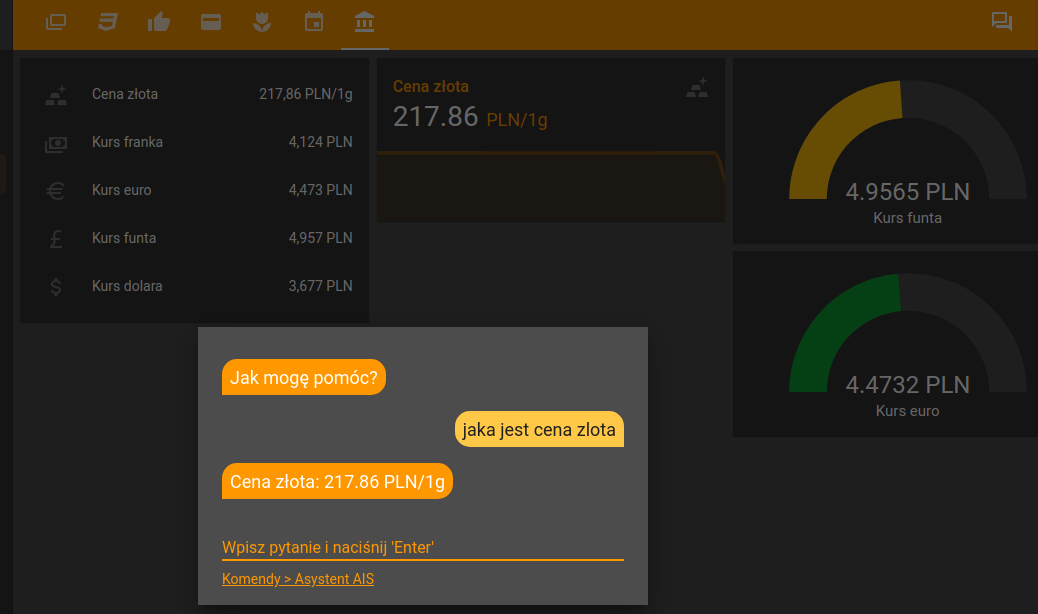 Cena złota 217,86 PLN/1g
Kurs franka 4,124 PLN
Kurs euro 4,473 PLN
Kurs funta 4,957 PLN
Kurs dolara 3,677 PLN
Cena złota
217.86 PLN/1g
4.9565 PLN
Kurs funta
4.4732 PLN
Kurs euro
Jak mogę pomóc?
jaka jest cena zlota
Cena złota: 217.86 PLN/1g
Wpisz pytanie i naciśnij 'Enter'
Komendy > Asystent AIS